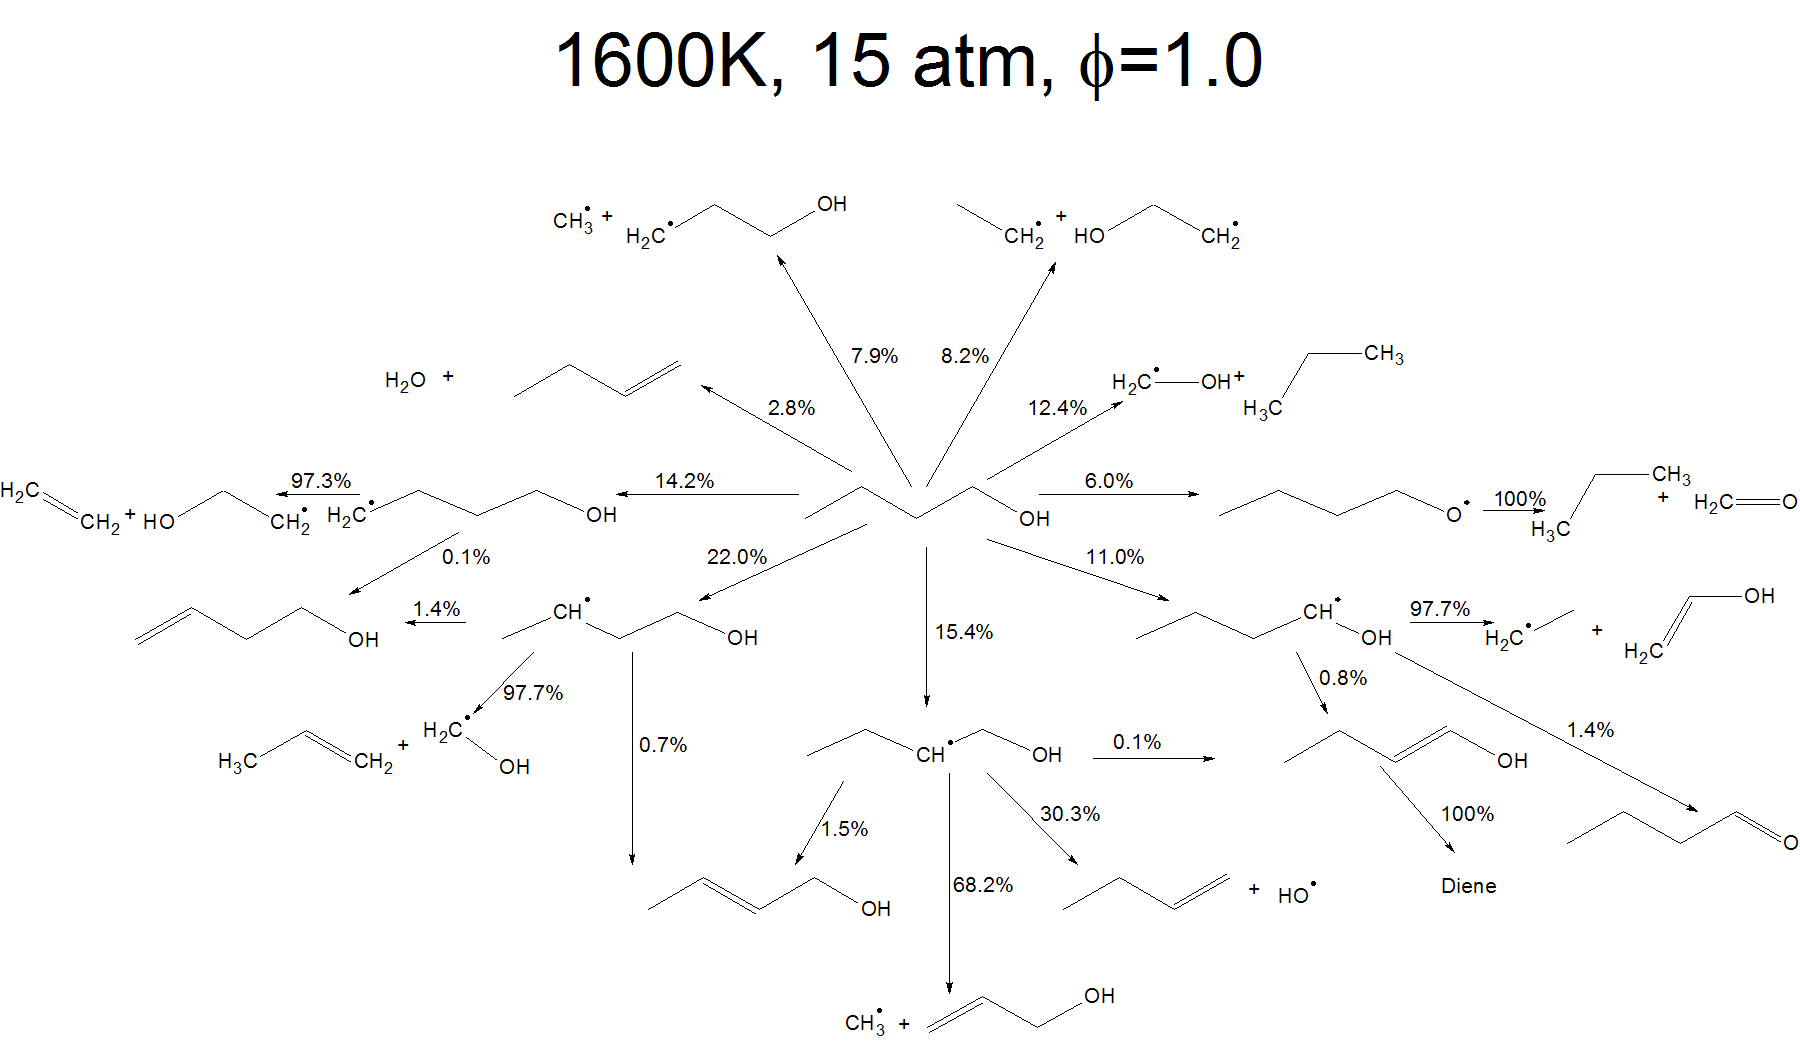 1600K, 15 atm, ϕ=1.0
CH3• + H2C• OH
CH2• + HO CH2•
7.9% 8.2%
H2O +
2.8%
12.4%
H2C• OH + CH3
H3C
97.3% 14.2% 6.0% 100%
H2C CH2 + HO CH2• H2C• OH
OH
O• CH3 H3C + H2C O
0.1% 22.0% 11.0%
1.4% CH• OH
OH
15.4%
CH• OH 97.7% H2C• + H2C OH
97.7%
0.8%
H3C CH2 + H2C• OH
0.7%
CH• OH 0.1% OH
1.4%
1.5% 30.3% 100%
O
68.2%
OH
+ HO•
Diene
CH3• + OH